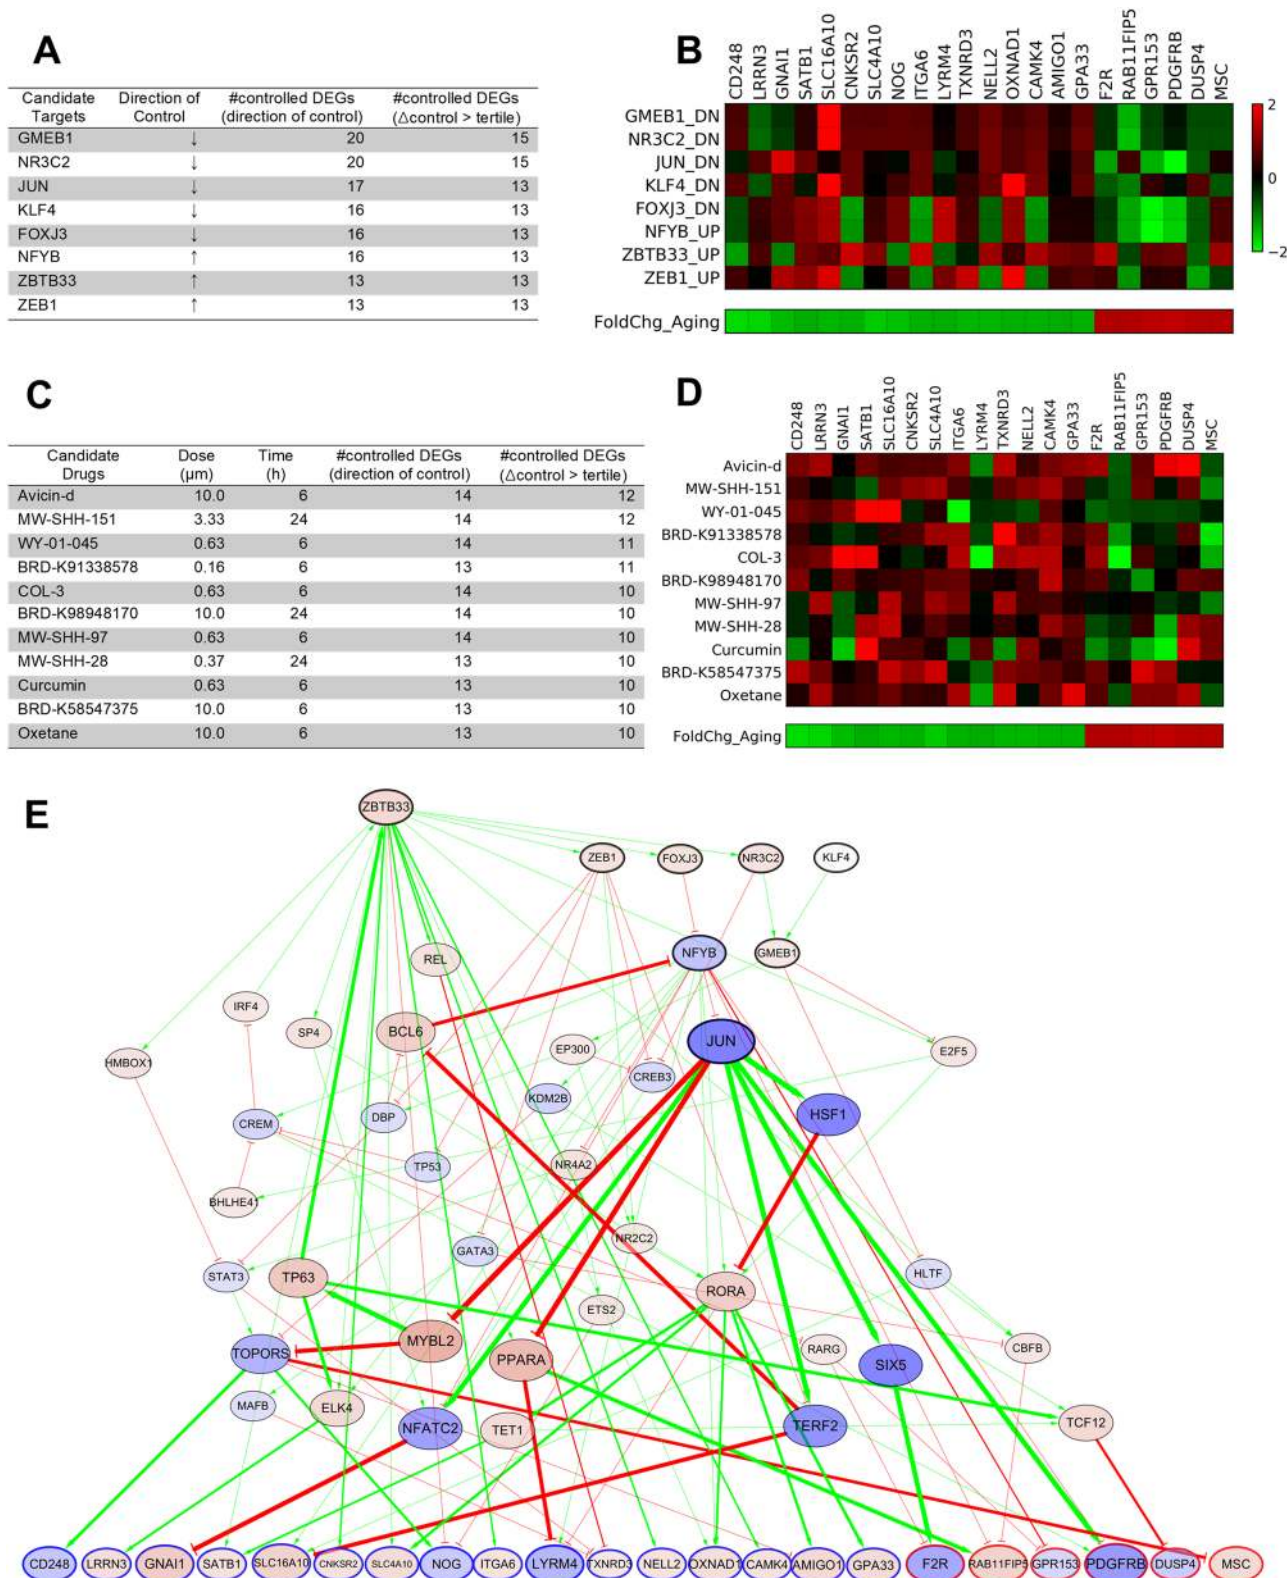 A
Candidate Targets Direction of Control #controlled DEGs (direction of control) #controlled DEGs (Δcontrol > tertile)
GMEB1 ↓ 20 15
NR3C2 ↓ 20 15
JUN ↓ 17 13
KLF4 ↓ 16 13
FOXJ3 ↓ 16 13
NFYB ↑ 16 13
ZBTB33 ↑ 13 13
ZEB1 ↑ 13 13
B
CD248 LRRN3 GNAI1 SATB1 SLC16A10 CNKSR2 SLC4A10 NOG ITGA6 LYRM4 TXNRD3 NELL2 OXNAD1 CAMK4 AMIGO1 GPA33 F2R RAB11FIP5 GPR153 PDGFRB DUSP4 MSC
GMEB1_DN
NR3C2_DN
JUN_DN
KLF4_DN
FOXJ3_DN
NFYB_UP
ZBTB33_UP
ZEB1_UP
FoldChg_Aging
2
0
−2
C
Candidate Drugs Dose (µm) Time (h) #controlled DEGs (direction of control) #controlled DEGs (Δcontrol > tertile)
Avicin-d 10.0 6 14 12
MW-SHH-151 3.33 24 14 12
WY-01-045 0.63 6 14 11
BRD-K91338578 0.16 6 13 11
COL-3 0.63 6 14 10
BRD-K98948170 10.0 24 14 10
MW-SHH-97 0.63 6 14 10
MW-SHH-28 0.37 24 13 10
Curcumin 0.63 6 13 10
BRD-K58547375 10.0 6 13 10
Oxetane 10.0 6 13 10
D
CD248 LRRN3 GNAI1 SATB1 SLC16A10 CNKSR2 SLC4A10 ITGA6 LYRM4 TXNRD3 NELL2 CAMK4 GPA33 F2R RAB11FIP5 GPR153 PDGFRB DUSP4 MSC
Avicin-d
MW-SHH-151
WY-01-045
BRD-K91338578
COL-3
BRD-K98948170
MW-SHH-97
MW-SHH-28
Curcumin
BRD-K58547375
Oxetane
FoldChg_Aging
E
ZBTB33
ZEB1 FOXJ3 NR3C2 KLF4
REL NFYB GMEB1
IRF4 SP4 BCL6 EP300 JUN E2F5
HMBOX1 CREB3
KDM2B HSF1
CREM DBP
TP53 NR4A2
BHLHE41
GATA3 NR2C2
STAT3 TP63 RORA HLTF
ETS2
MYBL2 RARG CBFB
TOPORS PPARA SIX5
MAFB ELK4 NFATC2 TET1 TERF2 TCF12
CD248 LRRN3 GNAI1 SATB1 SLC16A10 CNKSR2 SLC4A10 NOG ITGA6 LYRM4 TXNRD3 NELL2 OXNAD1 CAMK4 AMIGO1 GPA33 F2R RAB11FIP5 GPR153 PDGFRB DUSP4 MSC